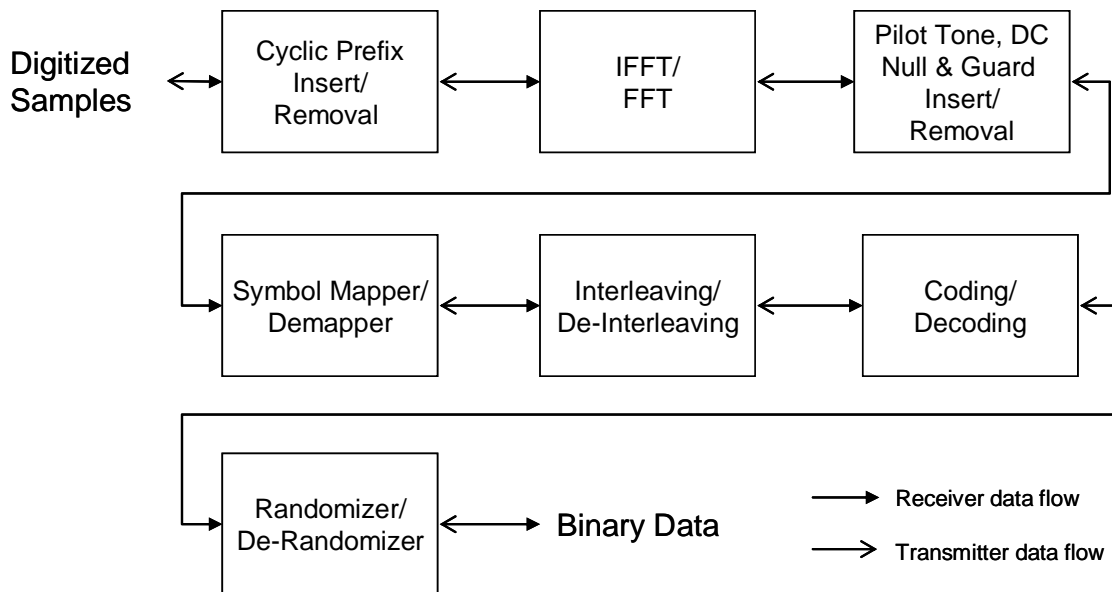 Digitized
Samples
Cyclic Prefix
Insert/
Removal
IFFT/
FFT
Pilot Tone, DC
Null & Guard
Insert/
Removal
Symbol Mapper/
Demapper
Interleaving/
De-Interleaving
Coding/
Decoding
Randomizer/
De-Randomizer
Binary Data
Receiver data flow
Transmitter data flow